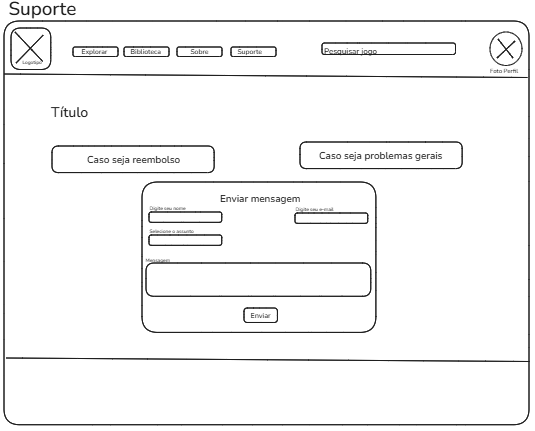 Suporte
Logotipo
Explorar
Biblioteca
Sobre
Suporte
Pesquisar jogo
Foto Perfil
Título
Caso seja reembolso
Caso seja problemas gerais
Enviar mensagem
Digite seu nome
Digite seu e-mail
Selecione o assunto
Mensagem
Enviar